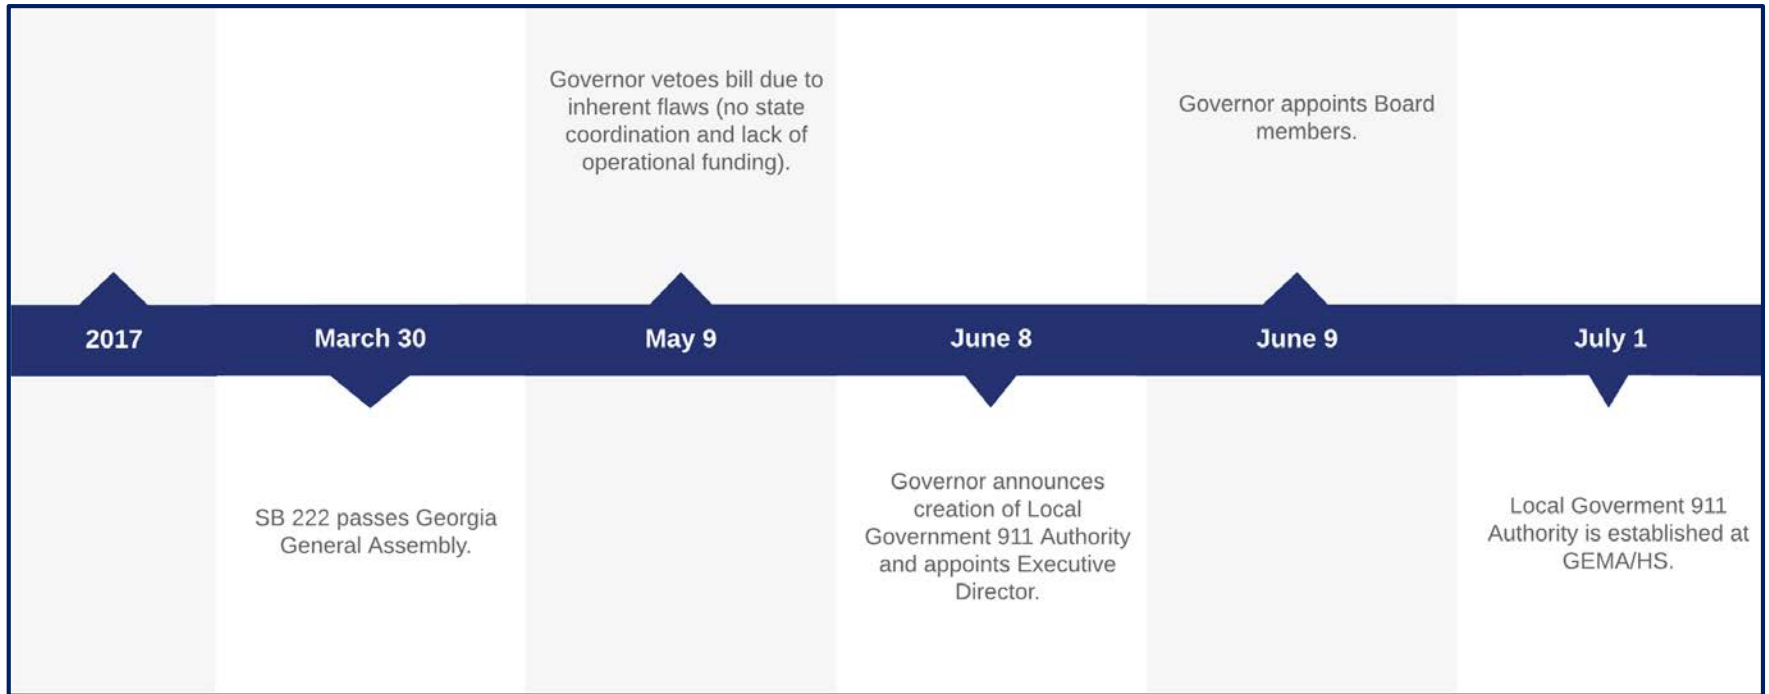 2017
March 30
SB 222 passes Georgia
General Assembly.
May 9
Governor vetoes bill due to
inherent flaws (no state
coordination and lack of
operational funding).
June 8
Governor announces
creation of Local
Government 911 Authority
and appoints Executive
Director.
June 9
Governor appoints Board
members.
July 1
Local Goverment 911
Authority is established at
GEMA/HS.